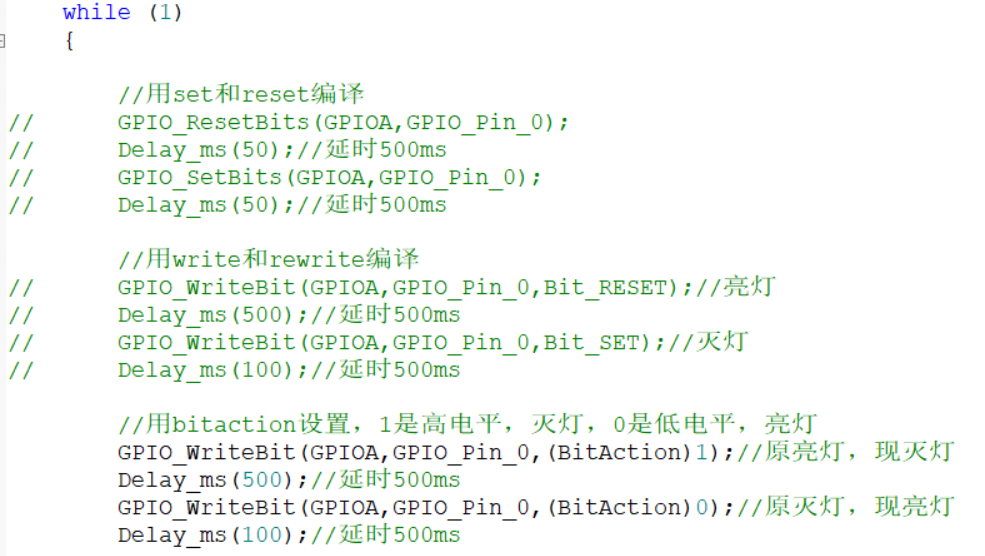 while (1)
{
//用set和reset编译
// GPIO_ResetBits(GPIOA,GPIO_Pin_0);
// Delay_ms(50);//延时500ms
// GPIO_SetBits(GPIOA,GPIO_Pin_0);
// Delay_ms(50);//延时500ms
//用write和rewrite编译
// GPIO_WriteBit(GPIOA,GPIO_Pin_0,Bit_RESET);//亮灯
// Delay_ms(500);//延时500ms
// GPIO_WriteBit(GPIOA,GPIO_Pin_0,Bit_SET);//灭灯
// Delay_ms(100);//延时500ms
//用bitaction设置，1是高电平，灭灯，0是低电平，亮灯
GPIO_WriteBit(GPIOA,GPIO_Pin_0,(BitAction)1);//原亮灯，现灭灯
Delay_ms(500);//延时500ms
GPIO_WriteBit(GPIOA,GPIO_Pin_0,(BitAction)0);//原灭灯，现亮灯
Delay_ms(100);//延时500ms